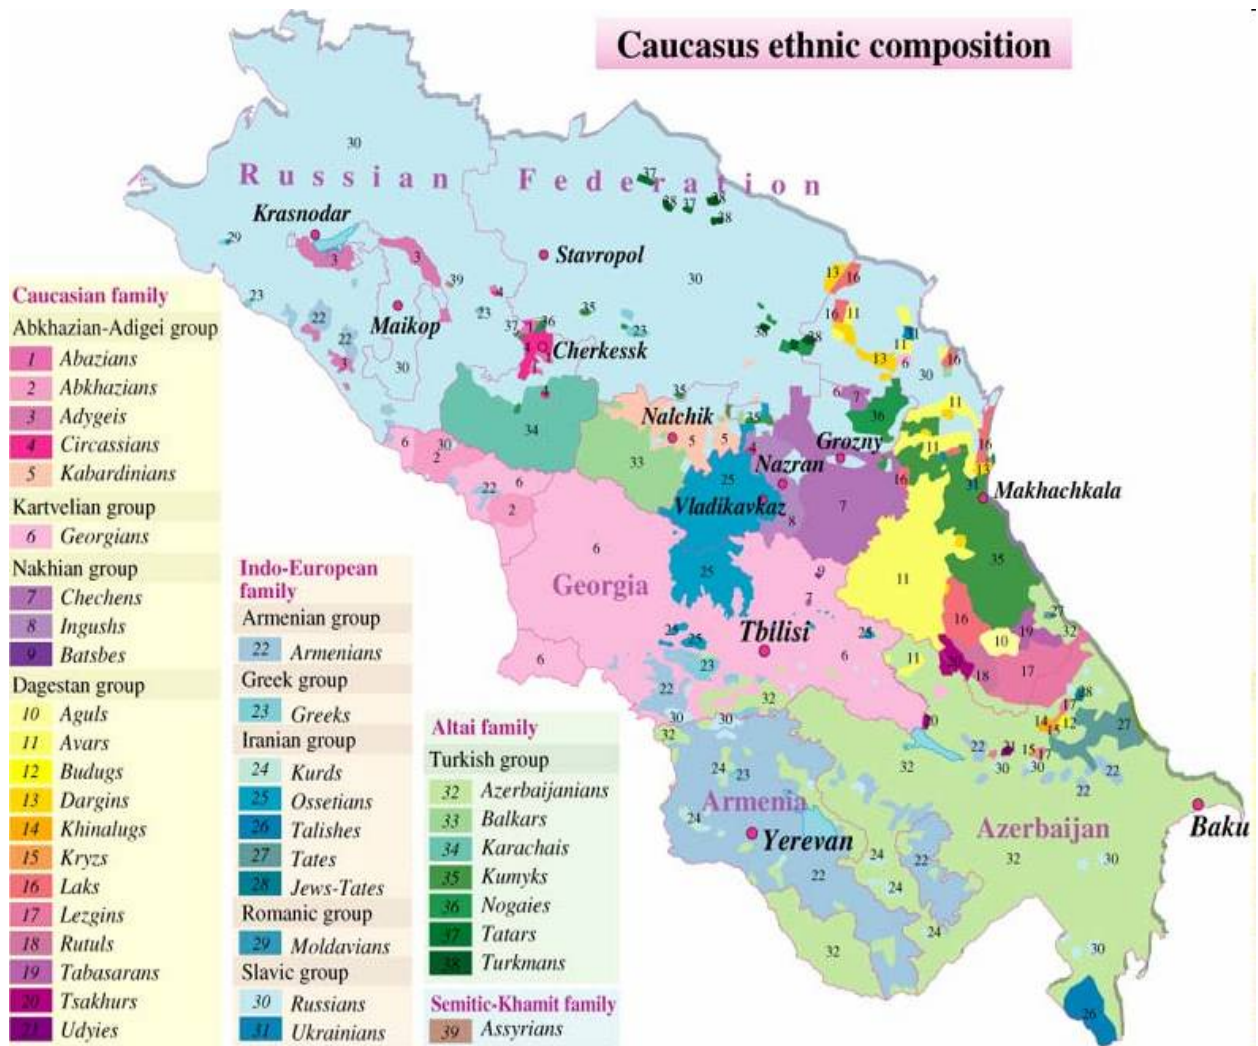 Caucasus ethnic composition
Russian Federation
Krasnodar
Stavropol
Maikop
Cherkessk
Nalchik
Grozny
Nazran
Vladikavkaz
Makhachkala
Georgia
Tbilisi
Armenia
Yerevan
Azerbaijan
Baku
Caucasian family
Abkhazian-Adigei group
1 Abazians
2 Abkhazians
3 Adygeis
4 Circassians
5 Kabardinians
Kartvelian group
6 Georgians
Nakhian group
7 Chechens
8 Ingushs
9 Batsbes
Dagestan group
10 Aguls
11 Avars
12 Budugs
13 Dargins
14 Khinalugs
15 Kryzs
16 Laks
17 Lezgins
18 Rutuls
19 Tabasarans
20 Tsakhurs
21 Udyies
Indo-European
family
Armenian group
22 Armenians
Greek group
23 Greeks
Iranian group
24 Kurds
25 Ossetians
26 Talishes
27 Tates
28 Jews-Tates
Romanic group
29 Moldavians
Slavic group
30 Russians
31 Ukrainians
Altai family
Turkish group
32 Azerbaijanians
33 Balkars
34 Karachais
35 Kumyks
36 Nogaies
37 Tatars
38 Turkmans
Semitic-Khamit family
39 Assyrians